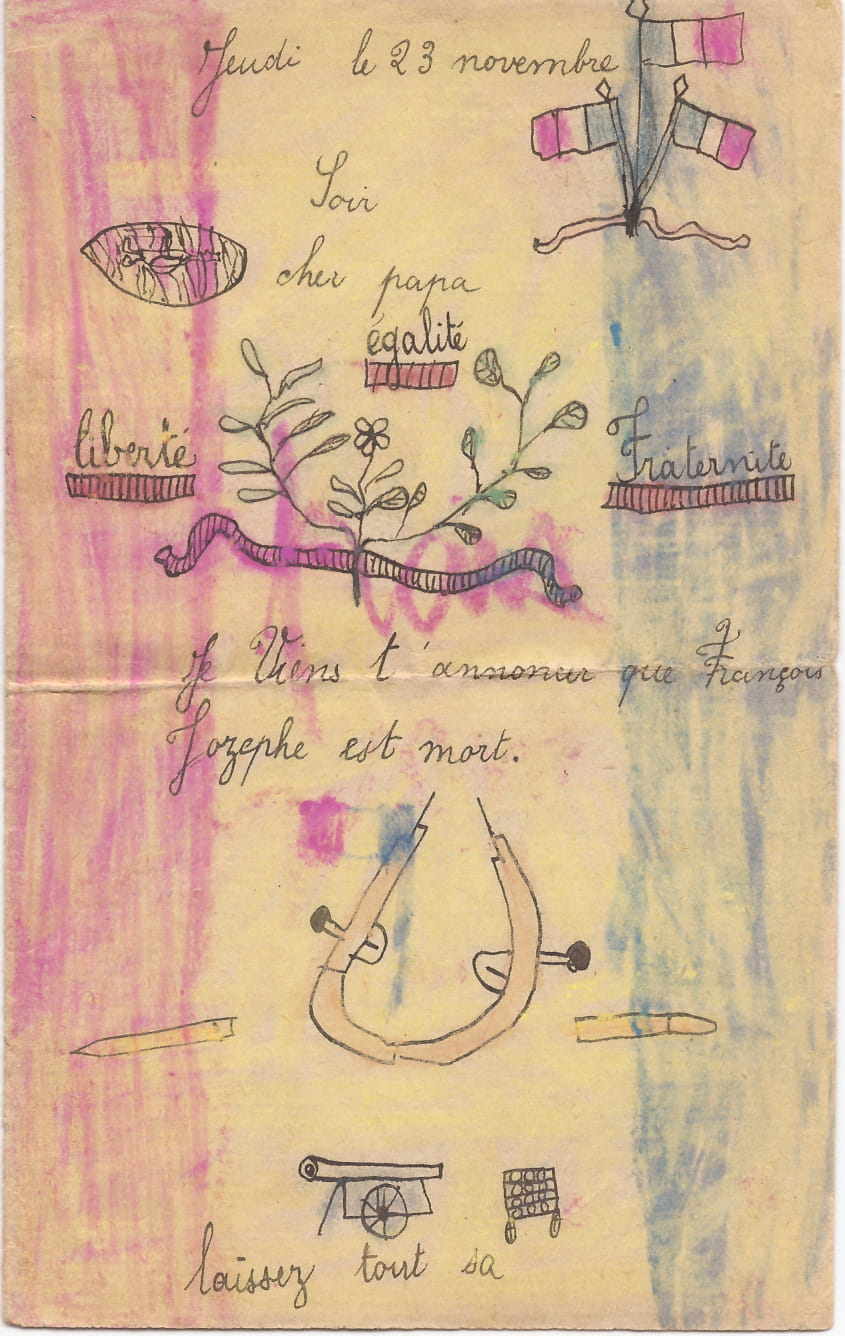 Jeudi le 23 novembre
Soir
cher papa
égalité
liberté
Fraternite
Je Viens t'annoncer que François
Jozephe est mort.
laissez tout sa